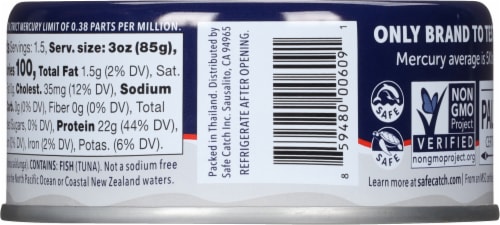 STRICT MERCURY LIMIT OF 0.38 PARTS PER MILLION.
Servings: 1.5, Serv. size: 3oz (85g),
100, Total Fat 1.5g (2% DV), Sat.
Cholest. 35mg (12% DV), Sodium
0g (0% DV), Fiber 0g (0% DV), Total
0% DV), Protein 22g (44% DV),
DV), Iron (2% DV), Potas. (6% DV).
CONTAINS: FISH (TUNA). Not a sodium free
North Pacific Ocean or Coastal New Zealand waters.
Packed in Thailand. Distributed by
Safe Catch Inc. Sausalito, CA 94965
REFRIGERATE AFTER OPENING.
8 59480 00609 1
ONLY BRAND TO TE
Mercury average is
SAFE
SAFE
NON
GMO
Project
VERIFIED
nongmoproject.org
Learn more at safecatch.com